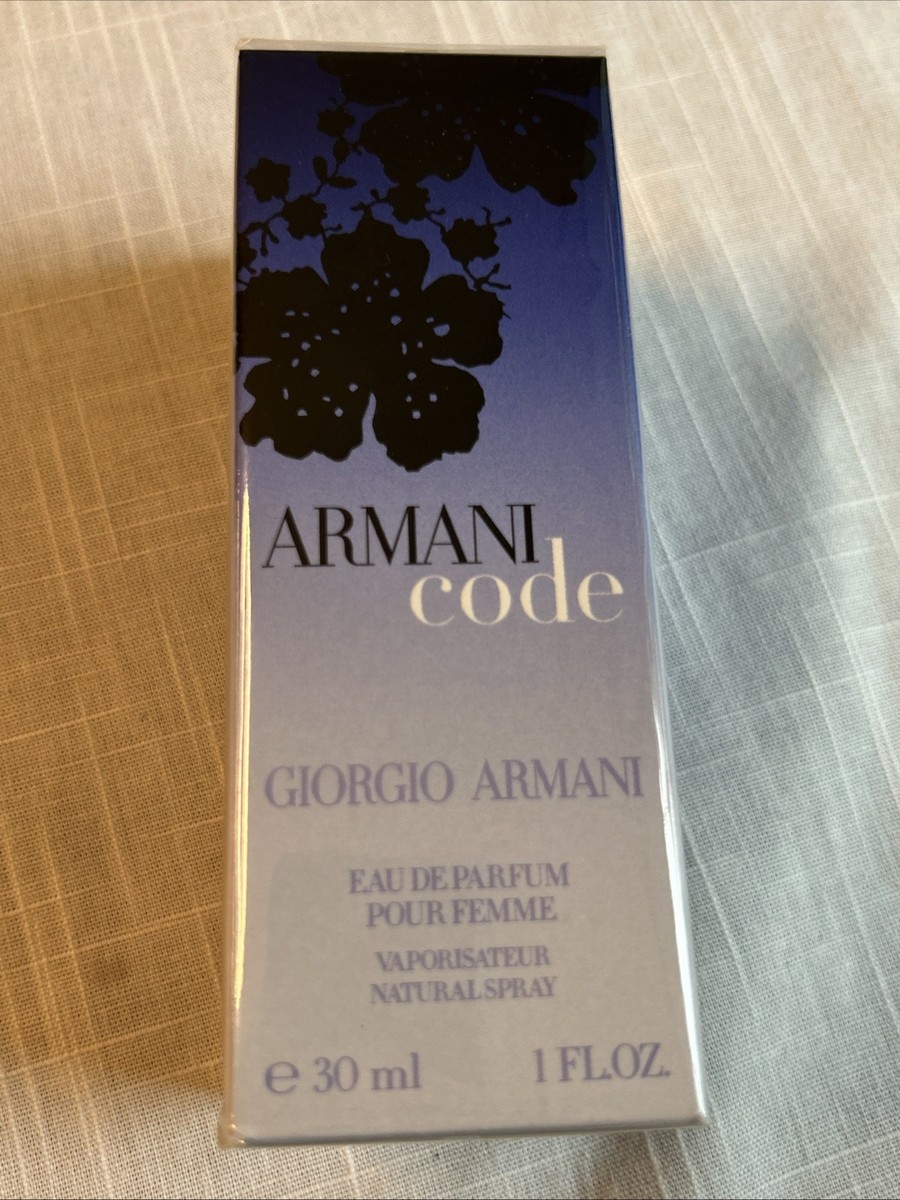 ARMANI
code
GIORGIO ARMANI
EAU DE PARFUM
POUR FEMME
VAPORISATEUR
NATURAL SPRAY
℮ 30 ml 1 FL.OZ.